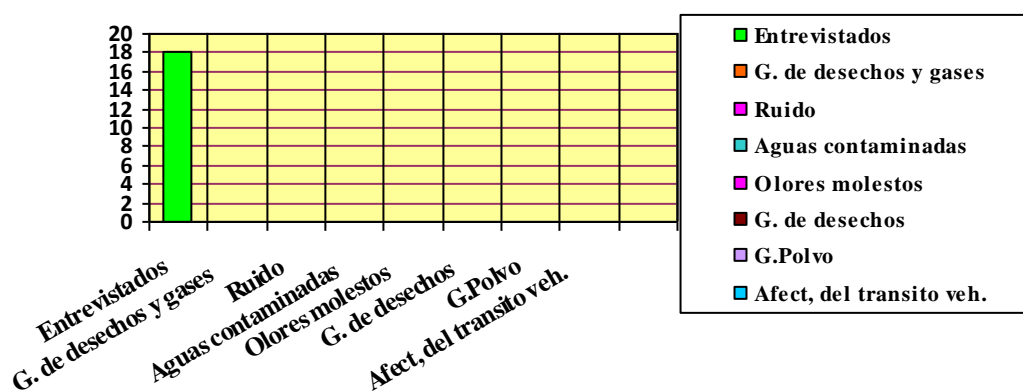 20
18
16
14
12
10
8
6
4
2
0
Entrevistados
G. de desechos y gases
Ruido
Aguas contaminadas
Olores molestos
G. de desechos
G.Polvo
Afect, del transito veh.
Entrevistados
G. de desechos y gases
Ruido
Aguas contaminadas
Olores molestos
G. de desechos
G.Polvo
Afect, del transito veh.